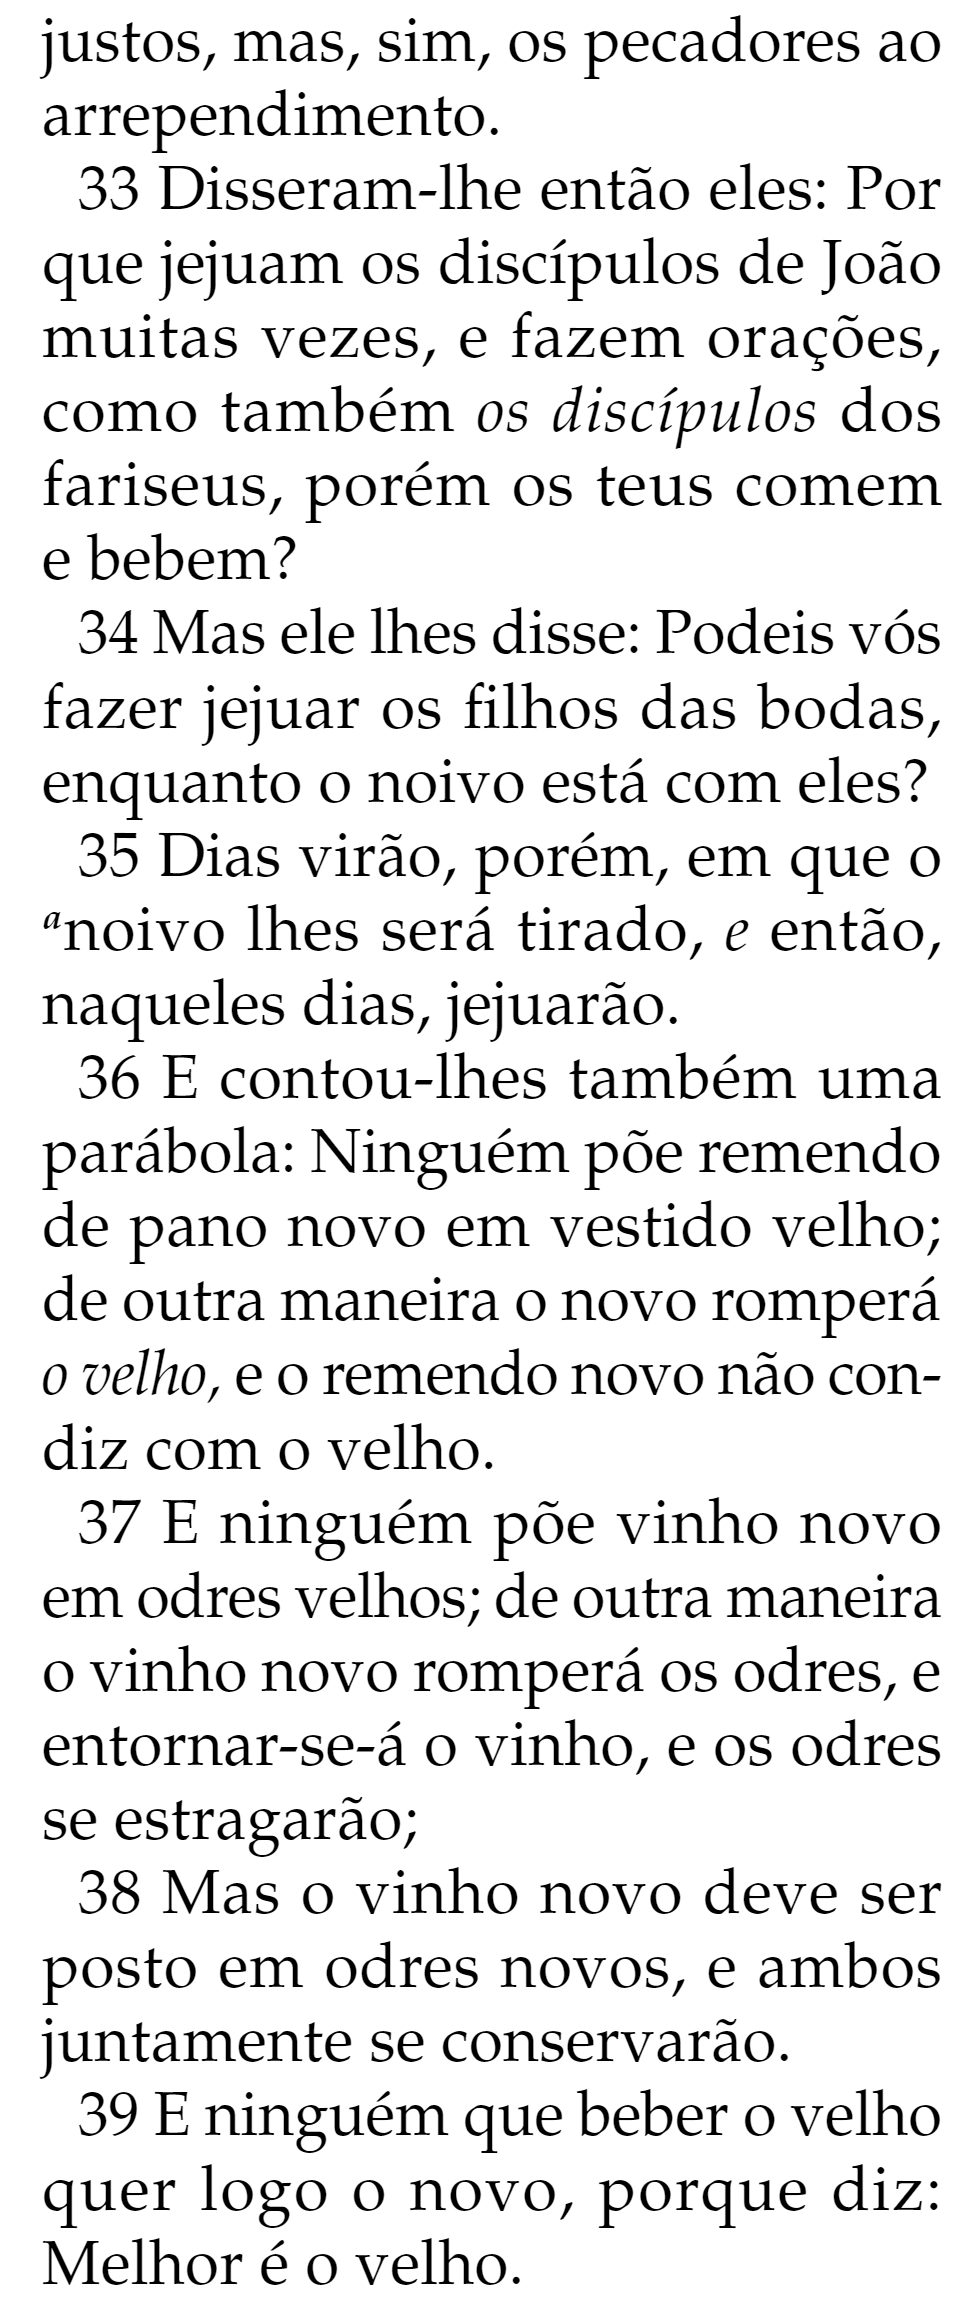 justos, mas, sim, os pecadores ao
arrependimento.
33 Disseram-lhe então eles: Por
que jejuam os discípulos de João
muitas vezes, e fazem orações,
como também os discípulos dos
fariseus, porém os teus comem
e bebem?
34 Mas ele lhes disse: Podeis vós
fazer jejuar os filhos das bodas,
enquanto o noivo está com eles?
35 Dias virão, porém, em que o
ᵃnoivo lhes será tirado, e então,
naqueles dias, jejuarão.
36 E contou-lhes também uma
parábola: Ninguém põe remendo
de pano novo em vestido velho;
de outra maneira o novo romperá
o velho, e o remendo novo não con-
diz com o velho.
37 E ninguém põe vinho novo
em odres velhos; de outra maneira
o vinho novo romperá os odres, e
entornar-se-á o vinho, e os odres
se estragarão;
38 Mas o vinho novo deve ser
posto em odres novos, e ambos
juntamente se conservarão.
39 E ninguém que beber o velho
quer logo o novo, porque diz:
Melhor é o velho.